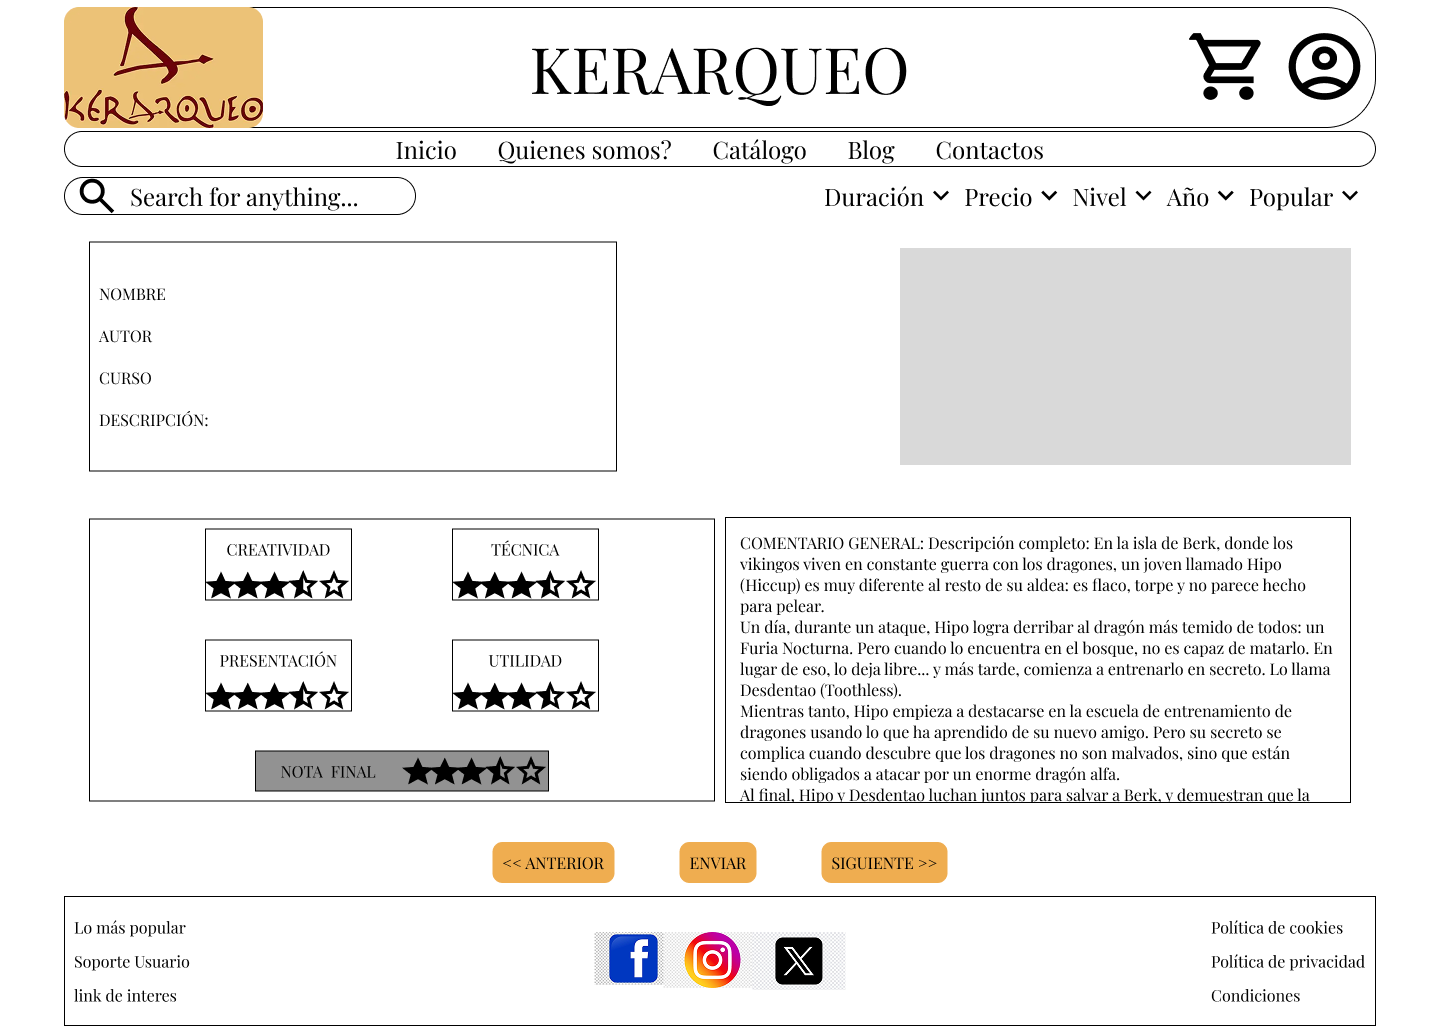 KERARQUEO
KERARQUEO
Inicio Quienes somos? Catálogo Blog Contactos
Search for anything... Duración Precio Nivel Año Popular
NOMBRE
AUTOR
CURSO
DESCRIPCIÓN:
CREATIVIDAD
TÉCNICA
PRESENTACIÓN
UTILIDAD
NOTA FINAL
COMENTARIO GENERAL: Descripción completo: En la isla de Berk, donde los
vikingos viven en constante guerra con los dragones, un joven llamado Hipo
(Hiccup) es muy diferente al resto de su aldea: es flaco, torpe y no parece hecho
para pelear.
Un día, durante un ataque, Hipo logra derribar al dragón más temido de todos: un
Furia Nocturna. Pero cuando lo encuentra en el bosque, no es capaz de matarlo. En
lugar de eso, lo deja libre... y más tarde, comienza a entrenarlo en secreto. Lo llama
Desdentao (Toothless).
Mientras tanto, Hipo empieza a destacarse en la escuela de entrenamiento de
dragones usando lo que ha aprendido de su nuevo amigo. Pero su secreto se
complica cuando descubre que los dragones no son malvados, sino que están
siendo obligados a atacar por un enorme dragón alfa.
Al final, Hipo y Desdentao luchan juntos para salvar a Berk, y demuestran que la
<< ANTERIOR ENVIAR SIGUIENTE >>
Lo más popular
Soporte Usuario
link de interes
Política de cookies
Política de privacidad
Condiciones